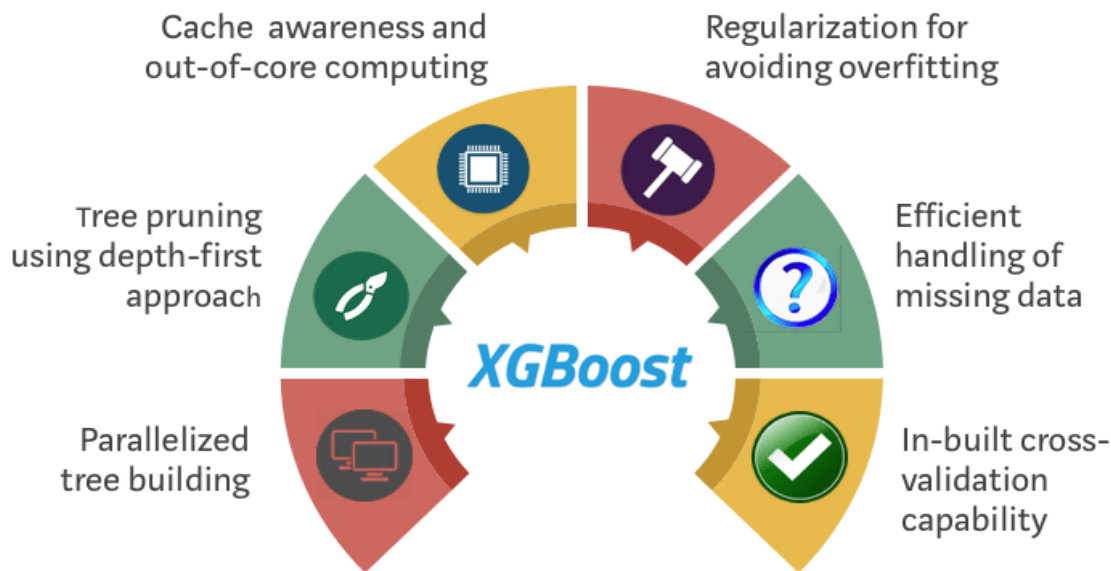 Cache awareness and
out-of-core computing
Regularization for
avoiding overfitting
Tree pruning
using depth-first
approach
Efficient
handling of
missing data
XGBoost
Parallelized
tree building
In-built cross-
validation
capability